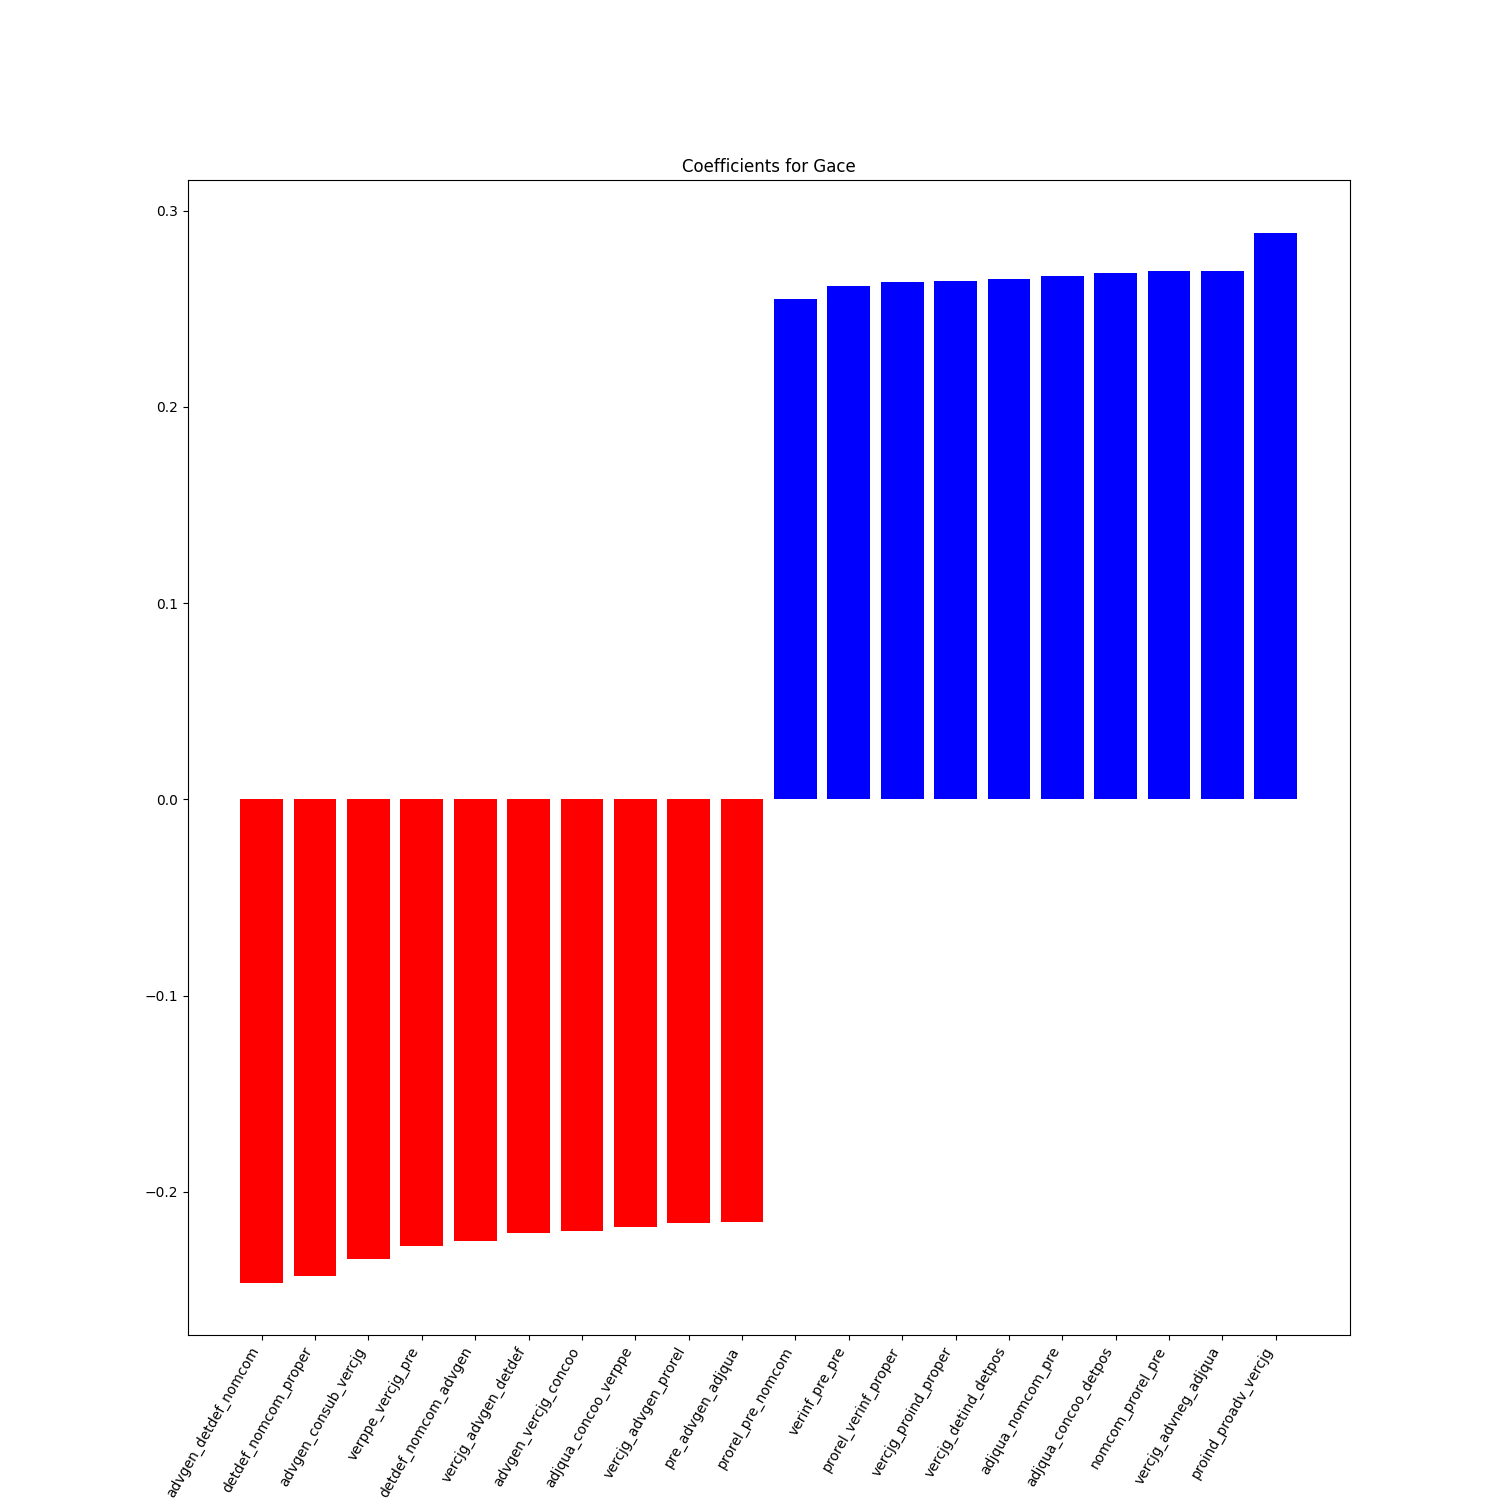 Coefficients for Gace
0.3
0.2
0.1
0.0
−0.1
−0.2
advgen_detdef_nomcom
detdef_nomcom_proper
advgen_consub_vercjg
verppe_vercjg_pre
detdef_nomcom_advgen
vercjg_advgen_detdef
advgen_vercjg_concoo
adjqua_concoo_verppe
vercjg_advgen_prorel
pre_advgen_adjqua
prorel_pre_nomcom
verinf_pre_pre
prorel_verinf_proper
vercjg_proind_proper
vercjg_detind_detpos
adjqua_nomcom_pre
adjqua_concoo_detpos
nomcom_prorel_pre
vercjg_advneg_adjqua
proind_proadv_vercjg